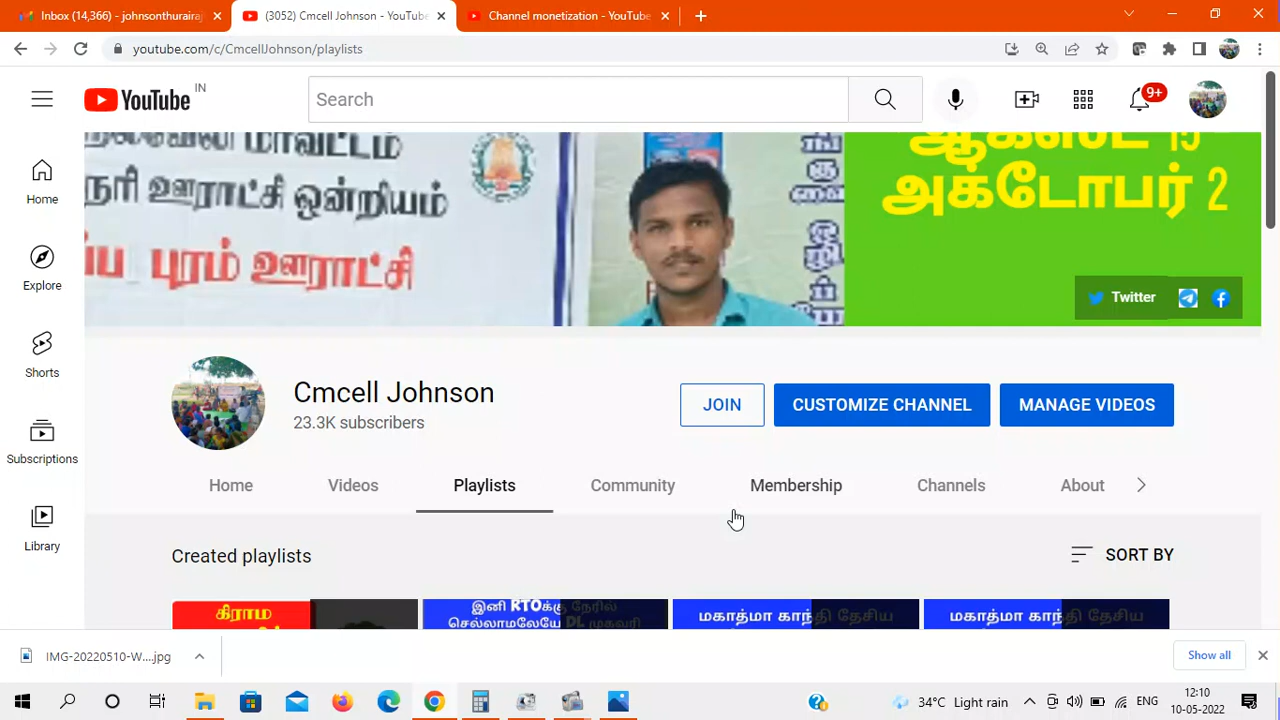 Inbox (14,366) - johnsonthurairaj
(3052) Cmcell Johnson - YouTube
Channel monetization - YouTube
youtube.com/c/CmcellJohnson/playlists
YouTube IN
Search
9+
Home
Explore
Shorts
Subscriptions
Library
மாவட்டம்
ஊராட்சி ஒன்றியம்
புரம் ஊராட்சி
ஆகஸ்ட் 15
அக்டோபர் 2
Twitter
Cmcell Johnson
23.3K subscribers
JOIN
CUSTOMIZE CHANNEL
MANAGE VIDEOS
Home Videos Playlists Community Membership Channels About
Created playlists
SORT BY
கிராம
இனி RTOக்கு நேரில்
செல்லாமலேயே DL முகவரி
மகாத்மா காந்தி தேசிய
மகாத்மா காந்தி தேசிய
IMG-20220510-W....jpg
Show all
34°C Light rain
ENG
12:10
10-05-2022